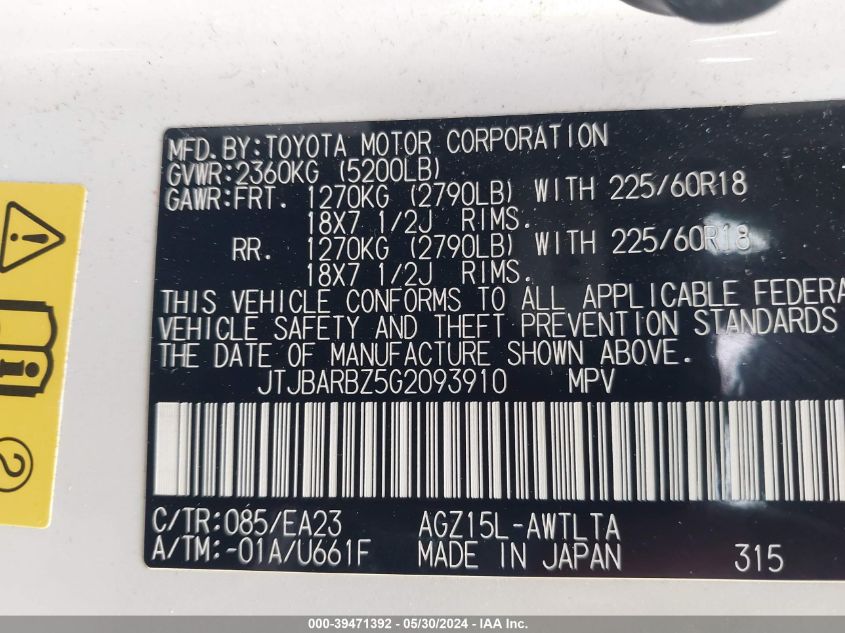 MFD. BY: TOYOTA MOTOR CORPORATION
GVWR: 2360KG (5200LB)
GAWR: FRT. 1270KG (2790LB) WITH 225/60R18
18X7 1/2J RIMS.
RR. 1270KG (2790LB) WITH 225/60R18
18X7 1/2J RIMS.
THIS VEHICLE CONFORMS TO ALL APPLICABLE FEDERA
VEHICLE SAFETY AND THEFT PREVENTION STANDARDS
THE DATE OF MANUFACTURE SHOWN ABOVE.
JTJBARBZ5G2093910 MPV
C/TR: 085/EA23 AGZ15L-AWTLTA
A/TM: -01A/U661F MADE IN JAPAN 315
2
000-39471392 - 05/30/2024 - IAAI.com